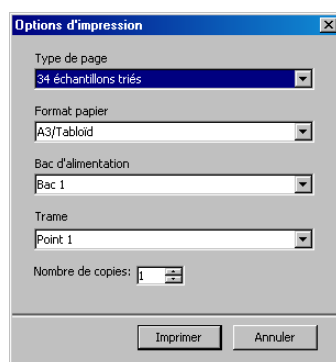 Options d'impression
Type de page
34 échantillons triés
Format papier
A3/Tabloïd
Bac d'alimentation
Bac 1
Trame
Point 1
Nombre de copies: 1
Imprimer Annuler